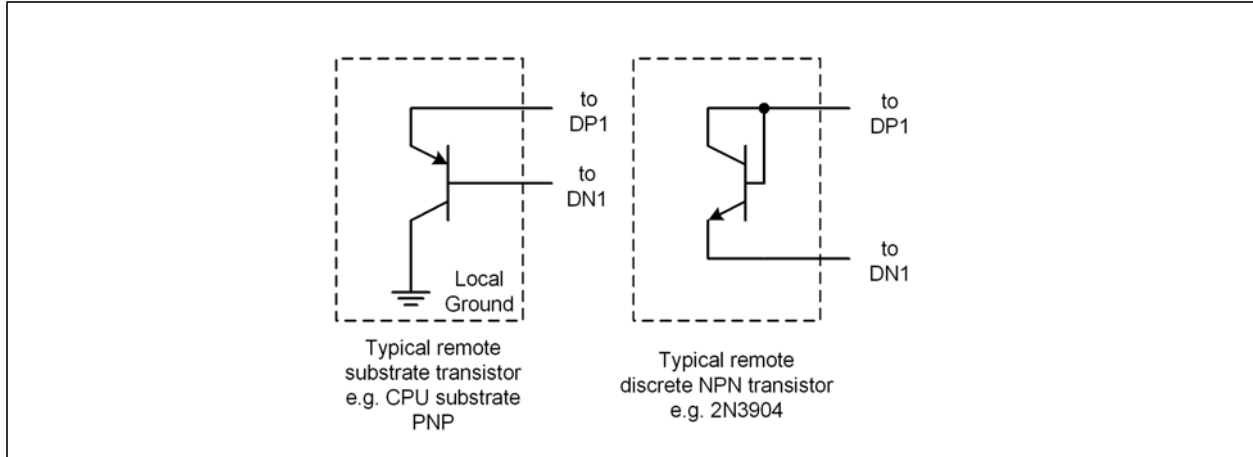 to
DP1
to
DN1
Local
Ground
Typical remote
substrate transistor
e.g. CPU substrate
PNP
to
DP1
to
DN1
Typical remote
discrete NPN transistor
e.g. 2N3904